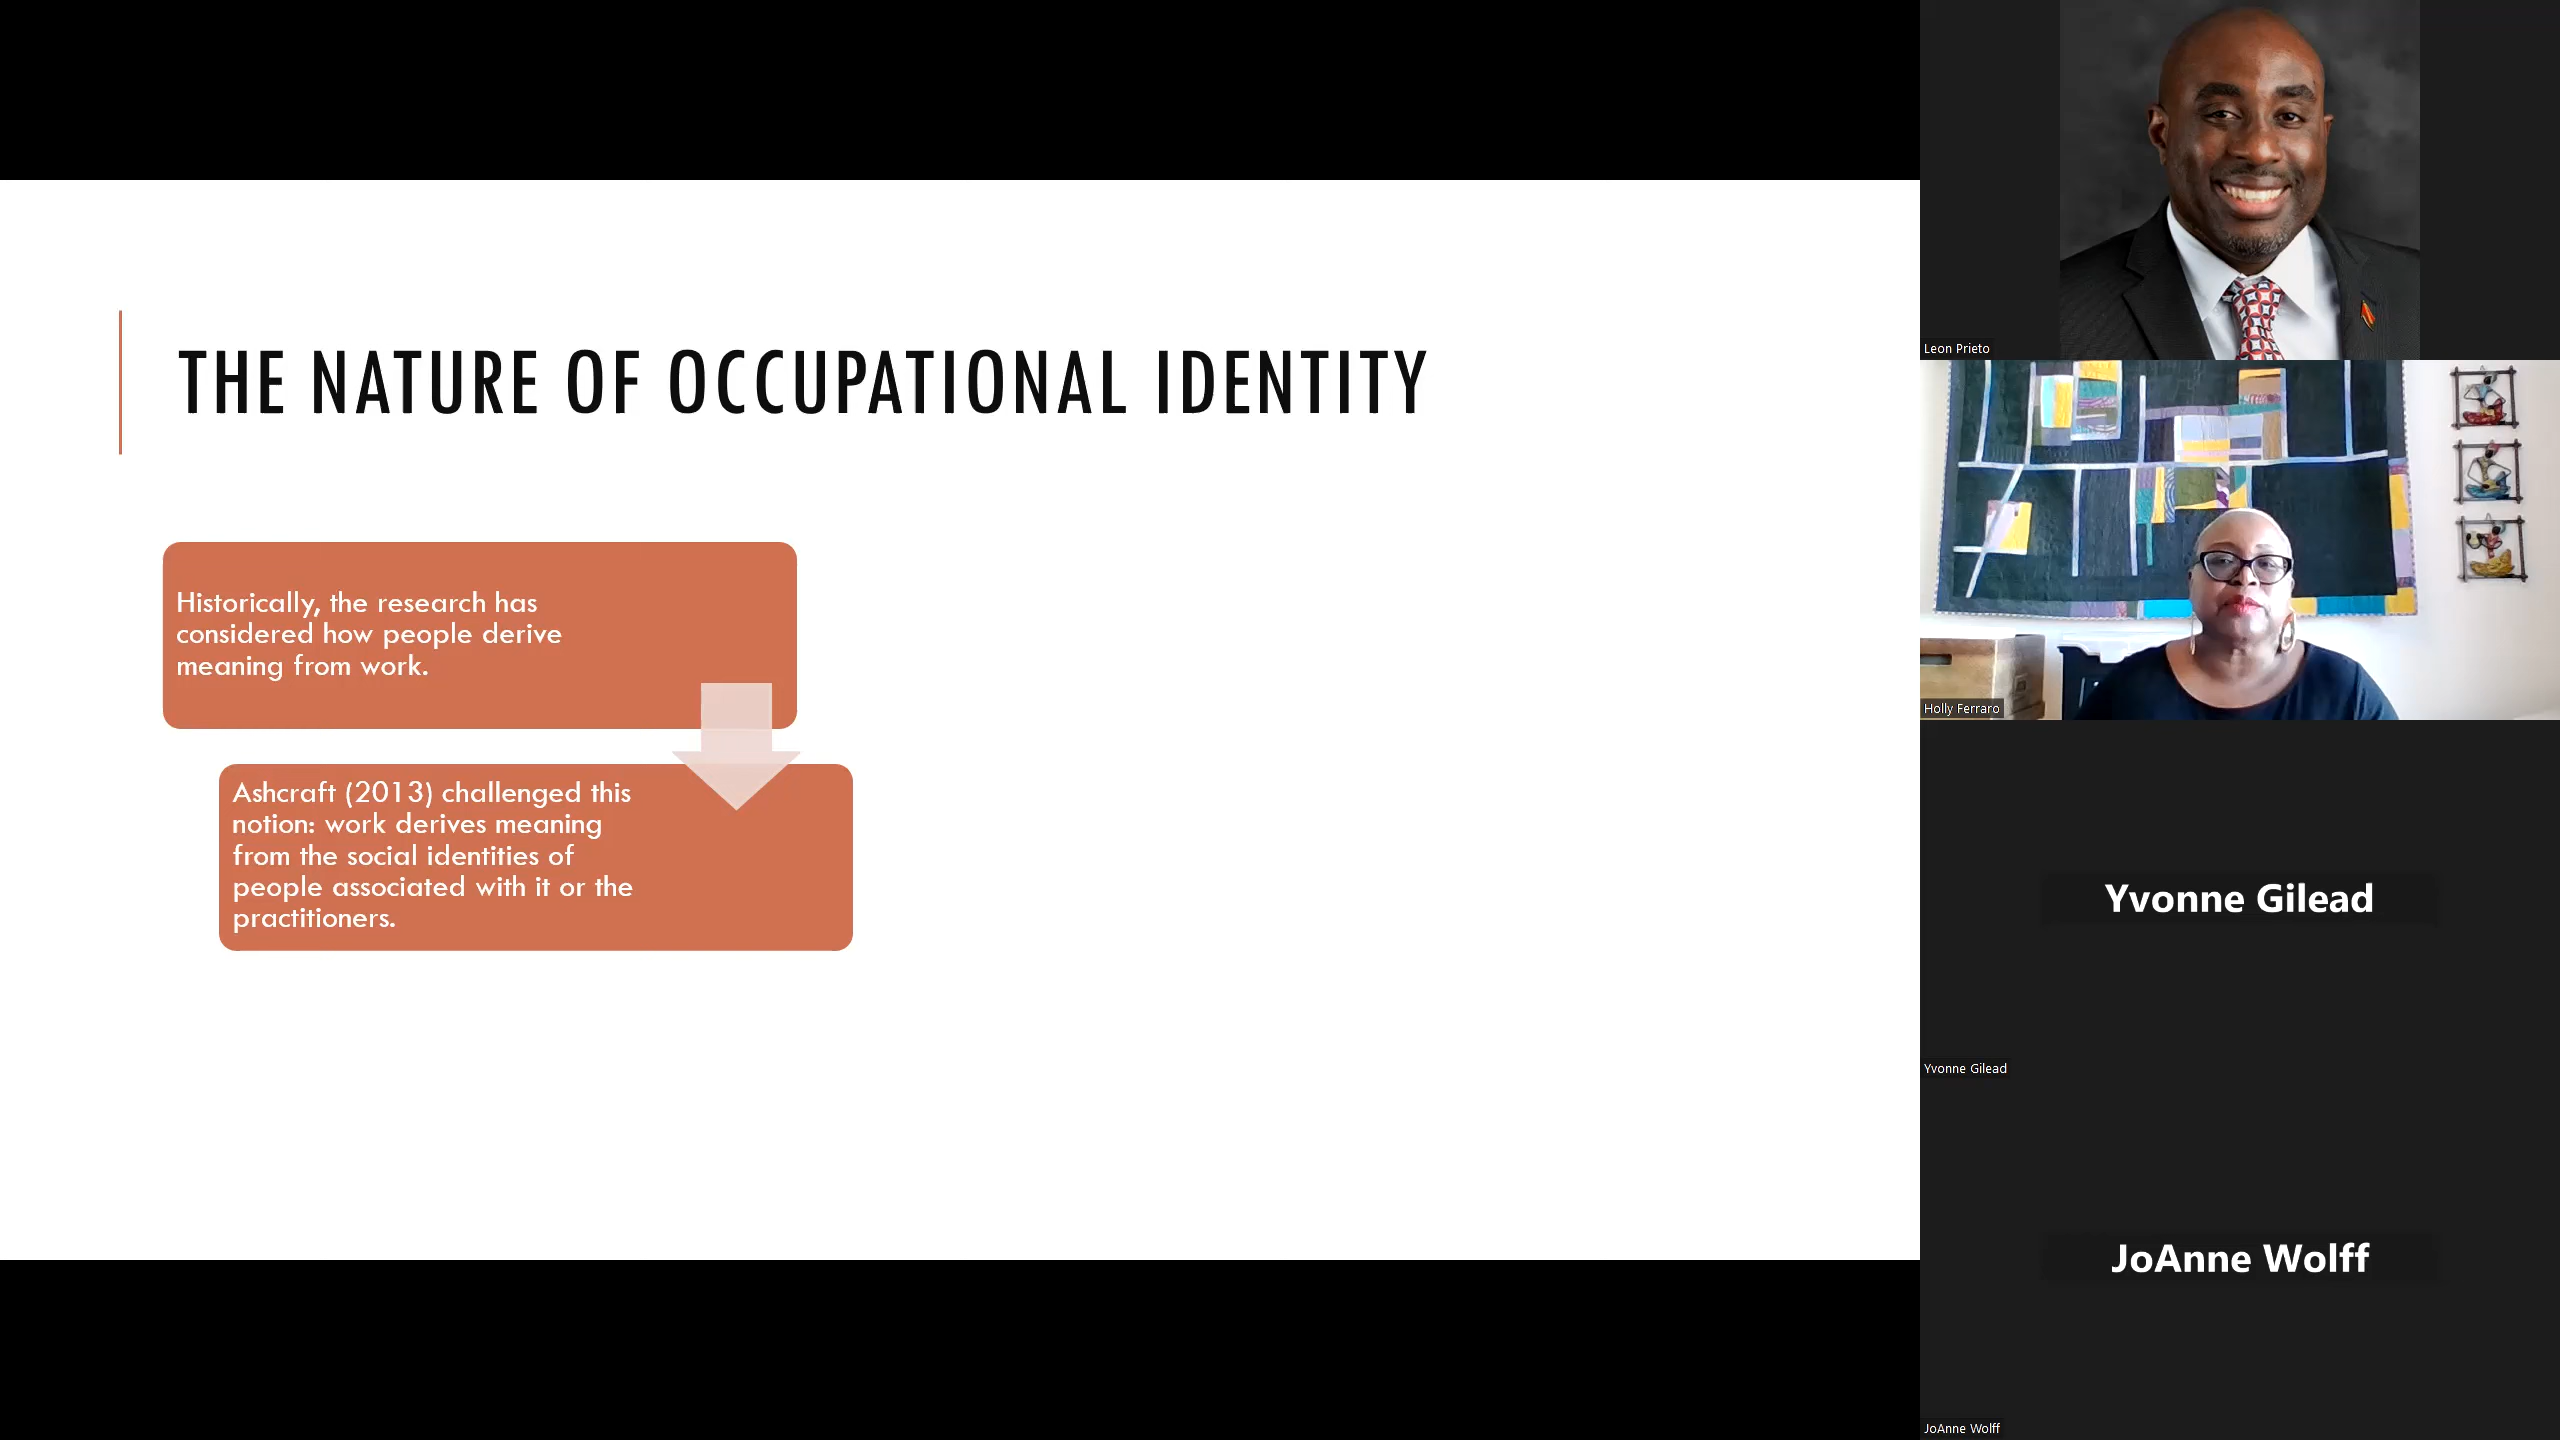 THE NATURE OF OCCUPATIONAL IDENTITY
Historically, the research has
considered how people derive
meaning from work.
Ashcraft (2013) challenged this
notion: work derives meaning
from the social identities of
people associated with it or the
practitioners.
Leon Prieto
Holly Ferraro
Yvonne Gilead
Yvonne Gilead
JoAnne Wolff
JoAnne Wolff